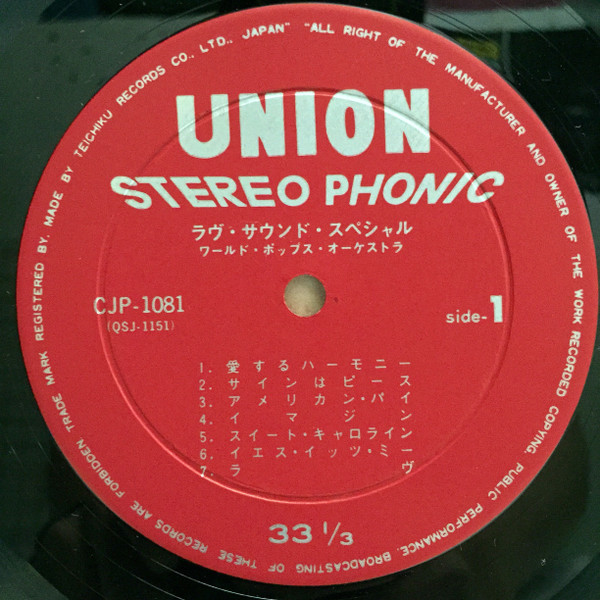 MADE BY TEICHIKU RECORDS CO., LTD., JAPAN" "ALL RIGHT OF THE MANUFACTURER AND OWNER OF THE WORK RECORDED COPYING, PUBLIC PERFORMANCE, BROADCASTING OF THESE RECORDS ARE FORBIDDEN TRADE MARK REGISTERED BY.
UNION
STEREO PHONIC
ラヴ・サウンド・スペシャル
ワールド・ポップス・オーケストラ
CJP-1081
(QSJ-1151)
side-1
1. 愛するハーモニー
2. サインはピース
3. アメリカン・パイ
4. イマジン
5. スイート・キャロライン
6. イエス・イッツ・ミー
7. ラヴ
33 1/3